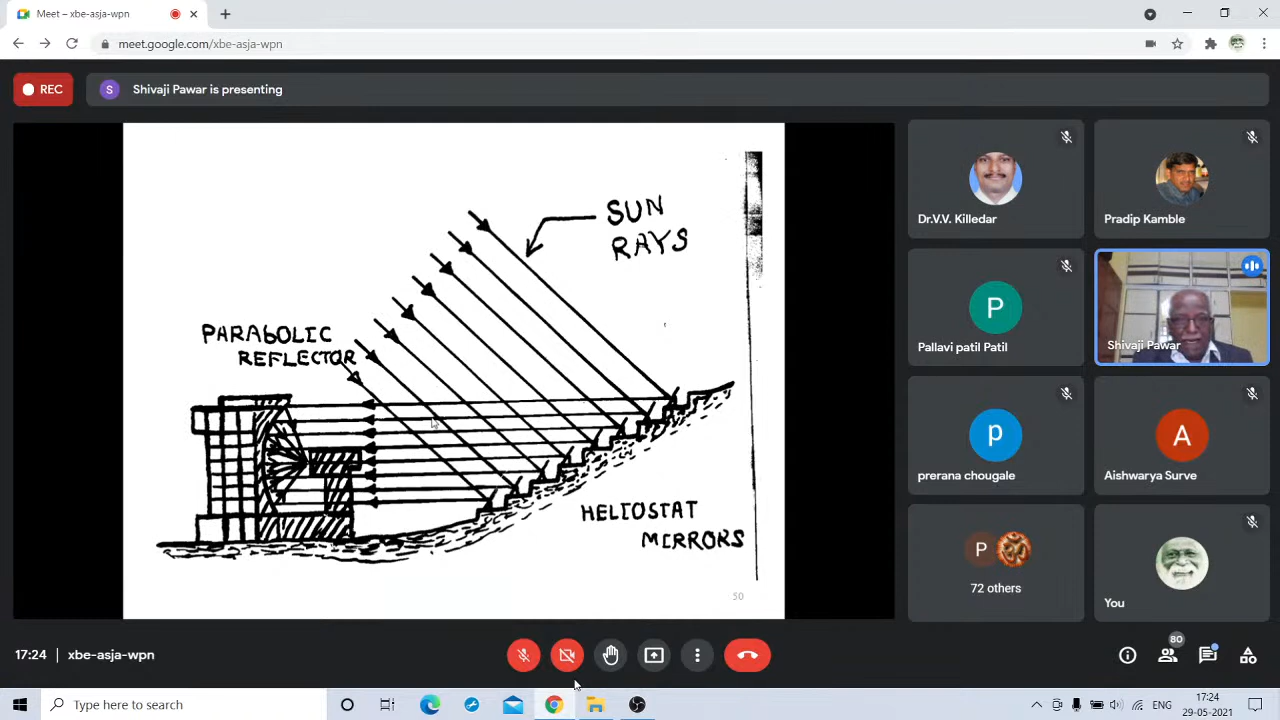 Meet – xbe-asja-wpn
meet.google.com/xbe-asja-wpn
REC
S
Shivaji Pawar is presenting
SUN
RAYS
PARABOLIC
REFLECTOR
HELIOSTAT
MIRRORS
50
Dr.V.V. Killedar
Pradip Kamble
P
Pallavi patil Patil
Shivaji Pawar
p
prerana chougale
A
Aishwarya Surve
P
72 others
You
17:24 | xbe-asja-wpn
80
Type here to search
ENG
17:24
29-05-2021